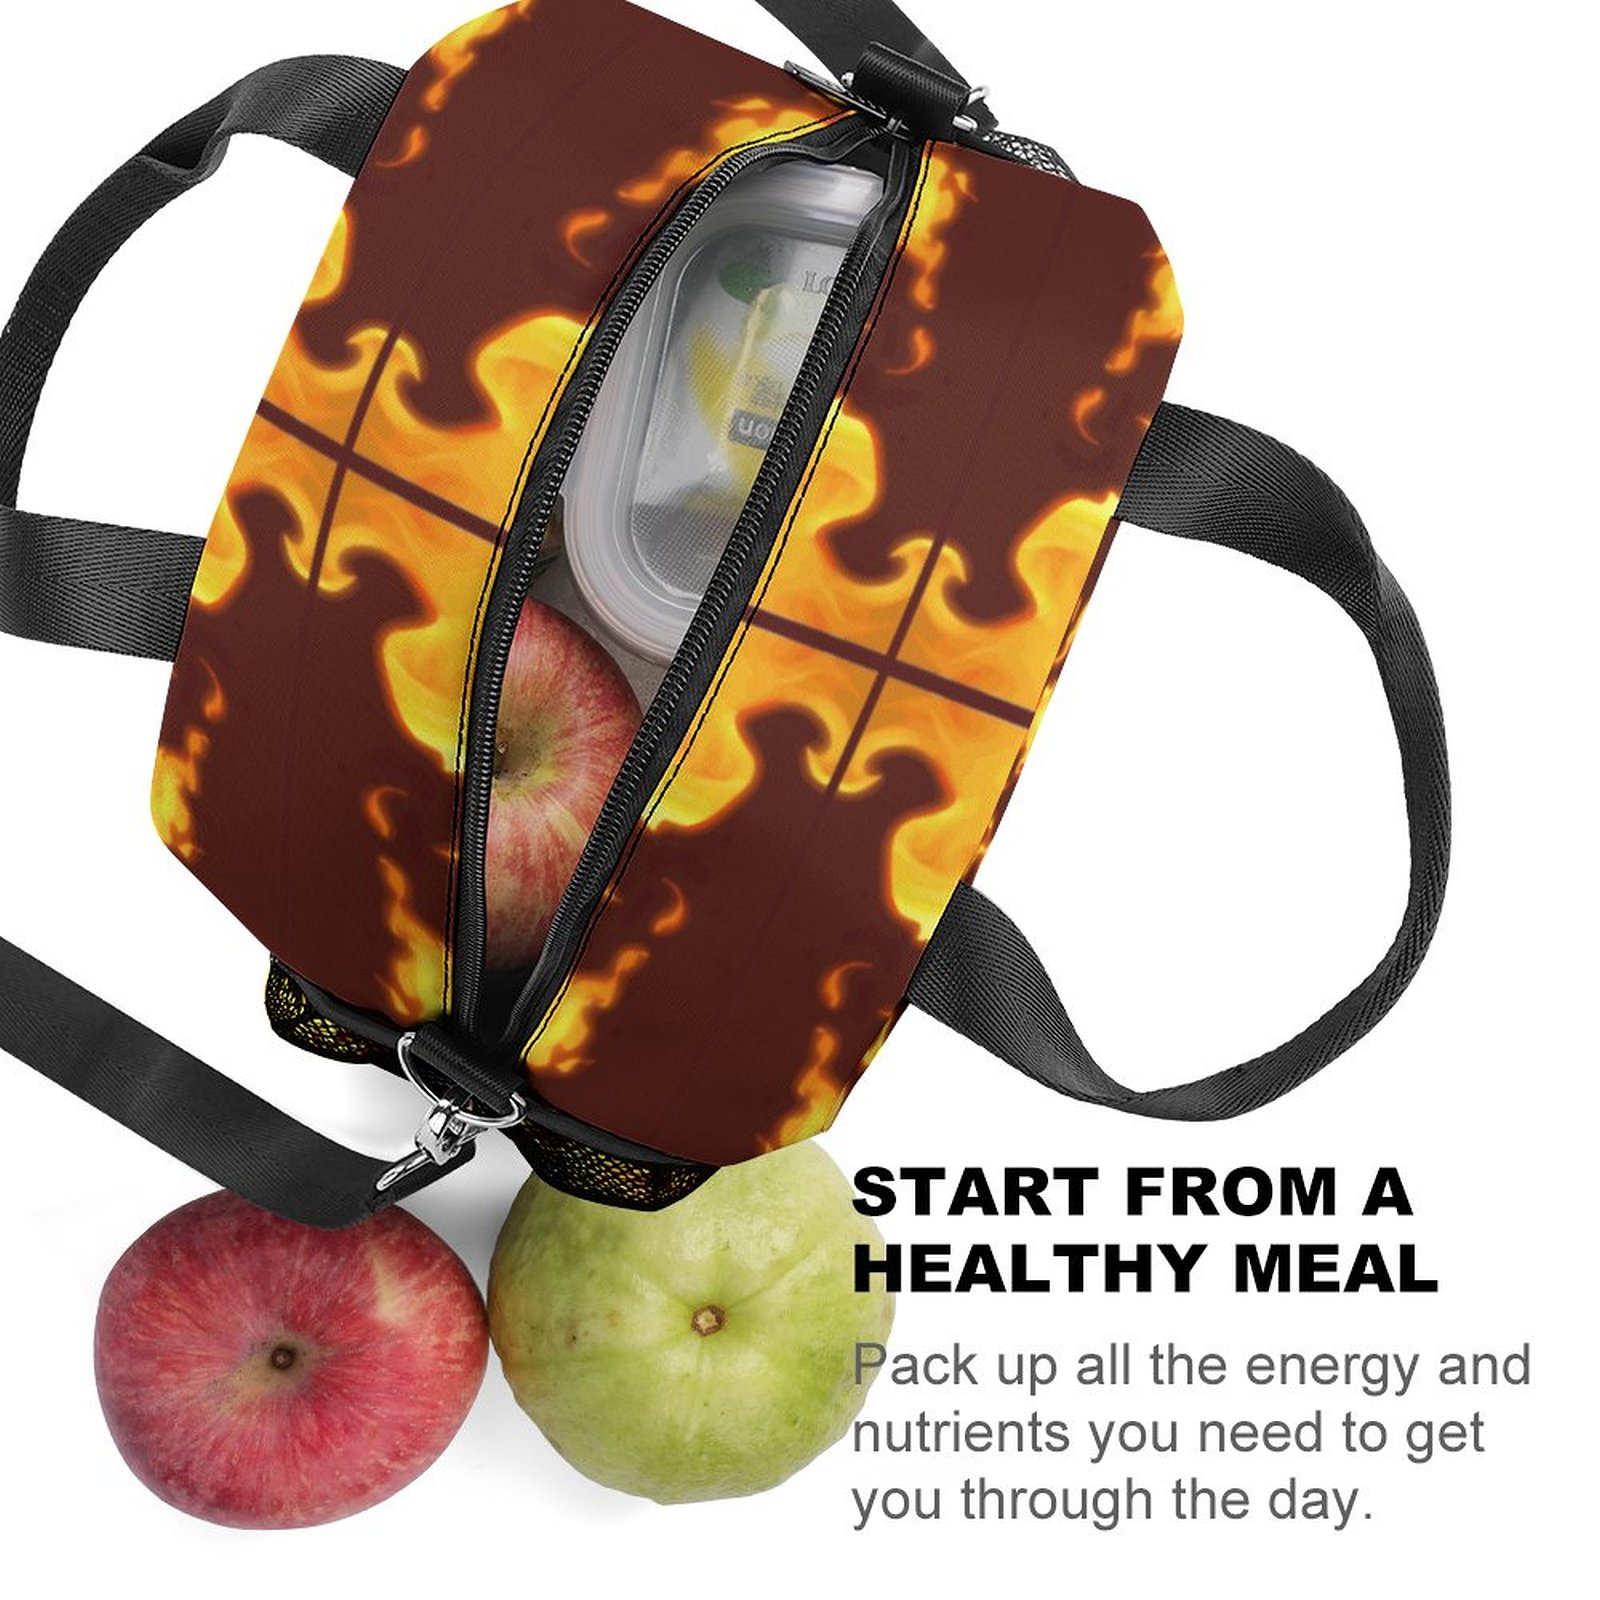 START FROM A
HEALTHY MEAL
Pack up all the energy and
nutrients you need to get
you through the day.